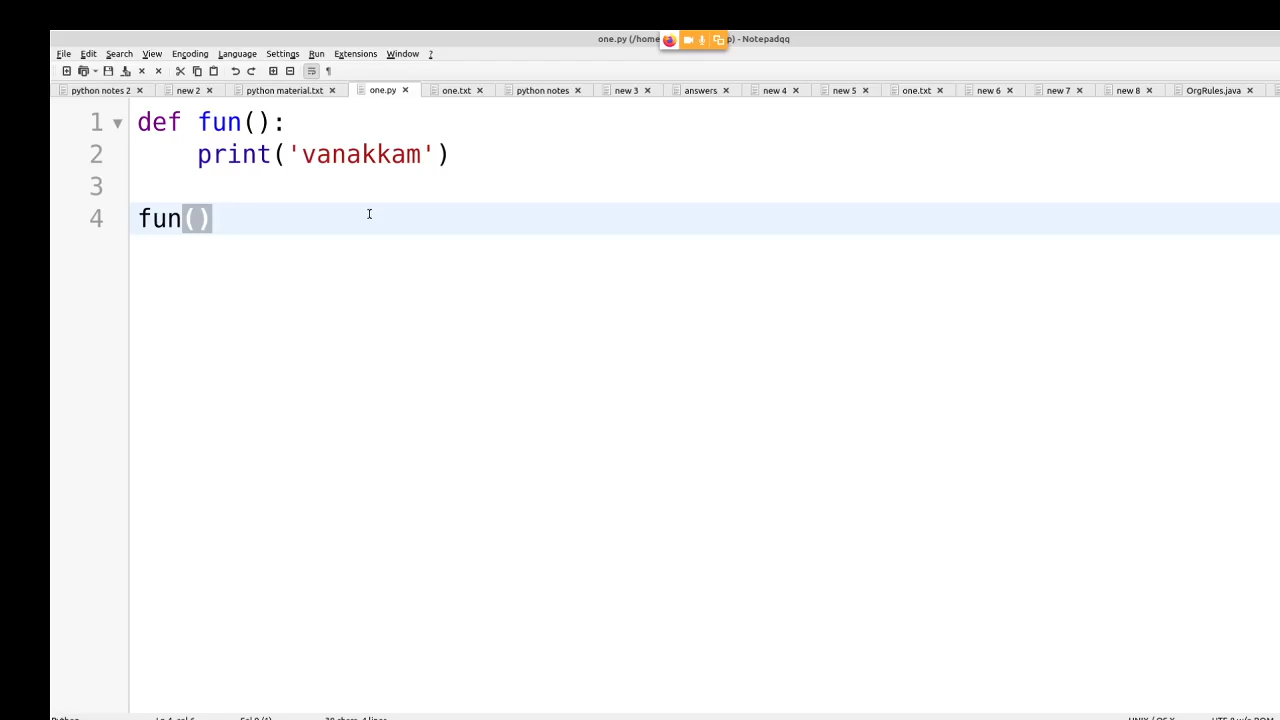 one.py (/home p) - Notepadqq
File Edit Search View Encoding Language Settings Run Extensions Window ?
python notes 2 new 2 python material.txt one.py one.txt python notes new 3 answers new 4 new 5 one.txt new 6 new 7 new 8 OrgRules.java
1 def fun():
2     print('vanakkam')
3
4 fun()